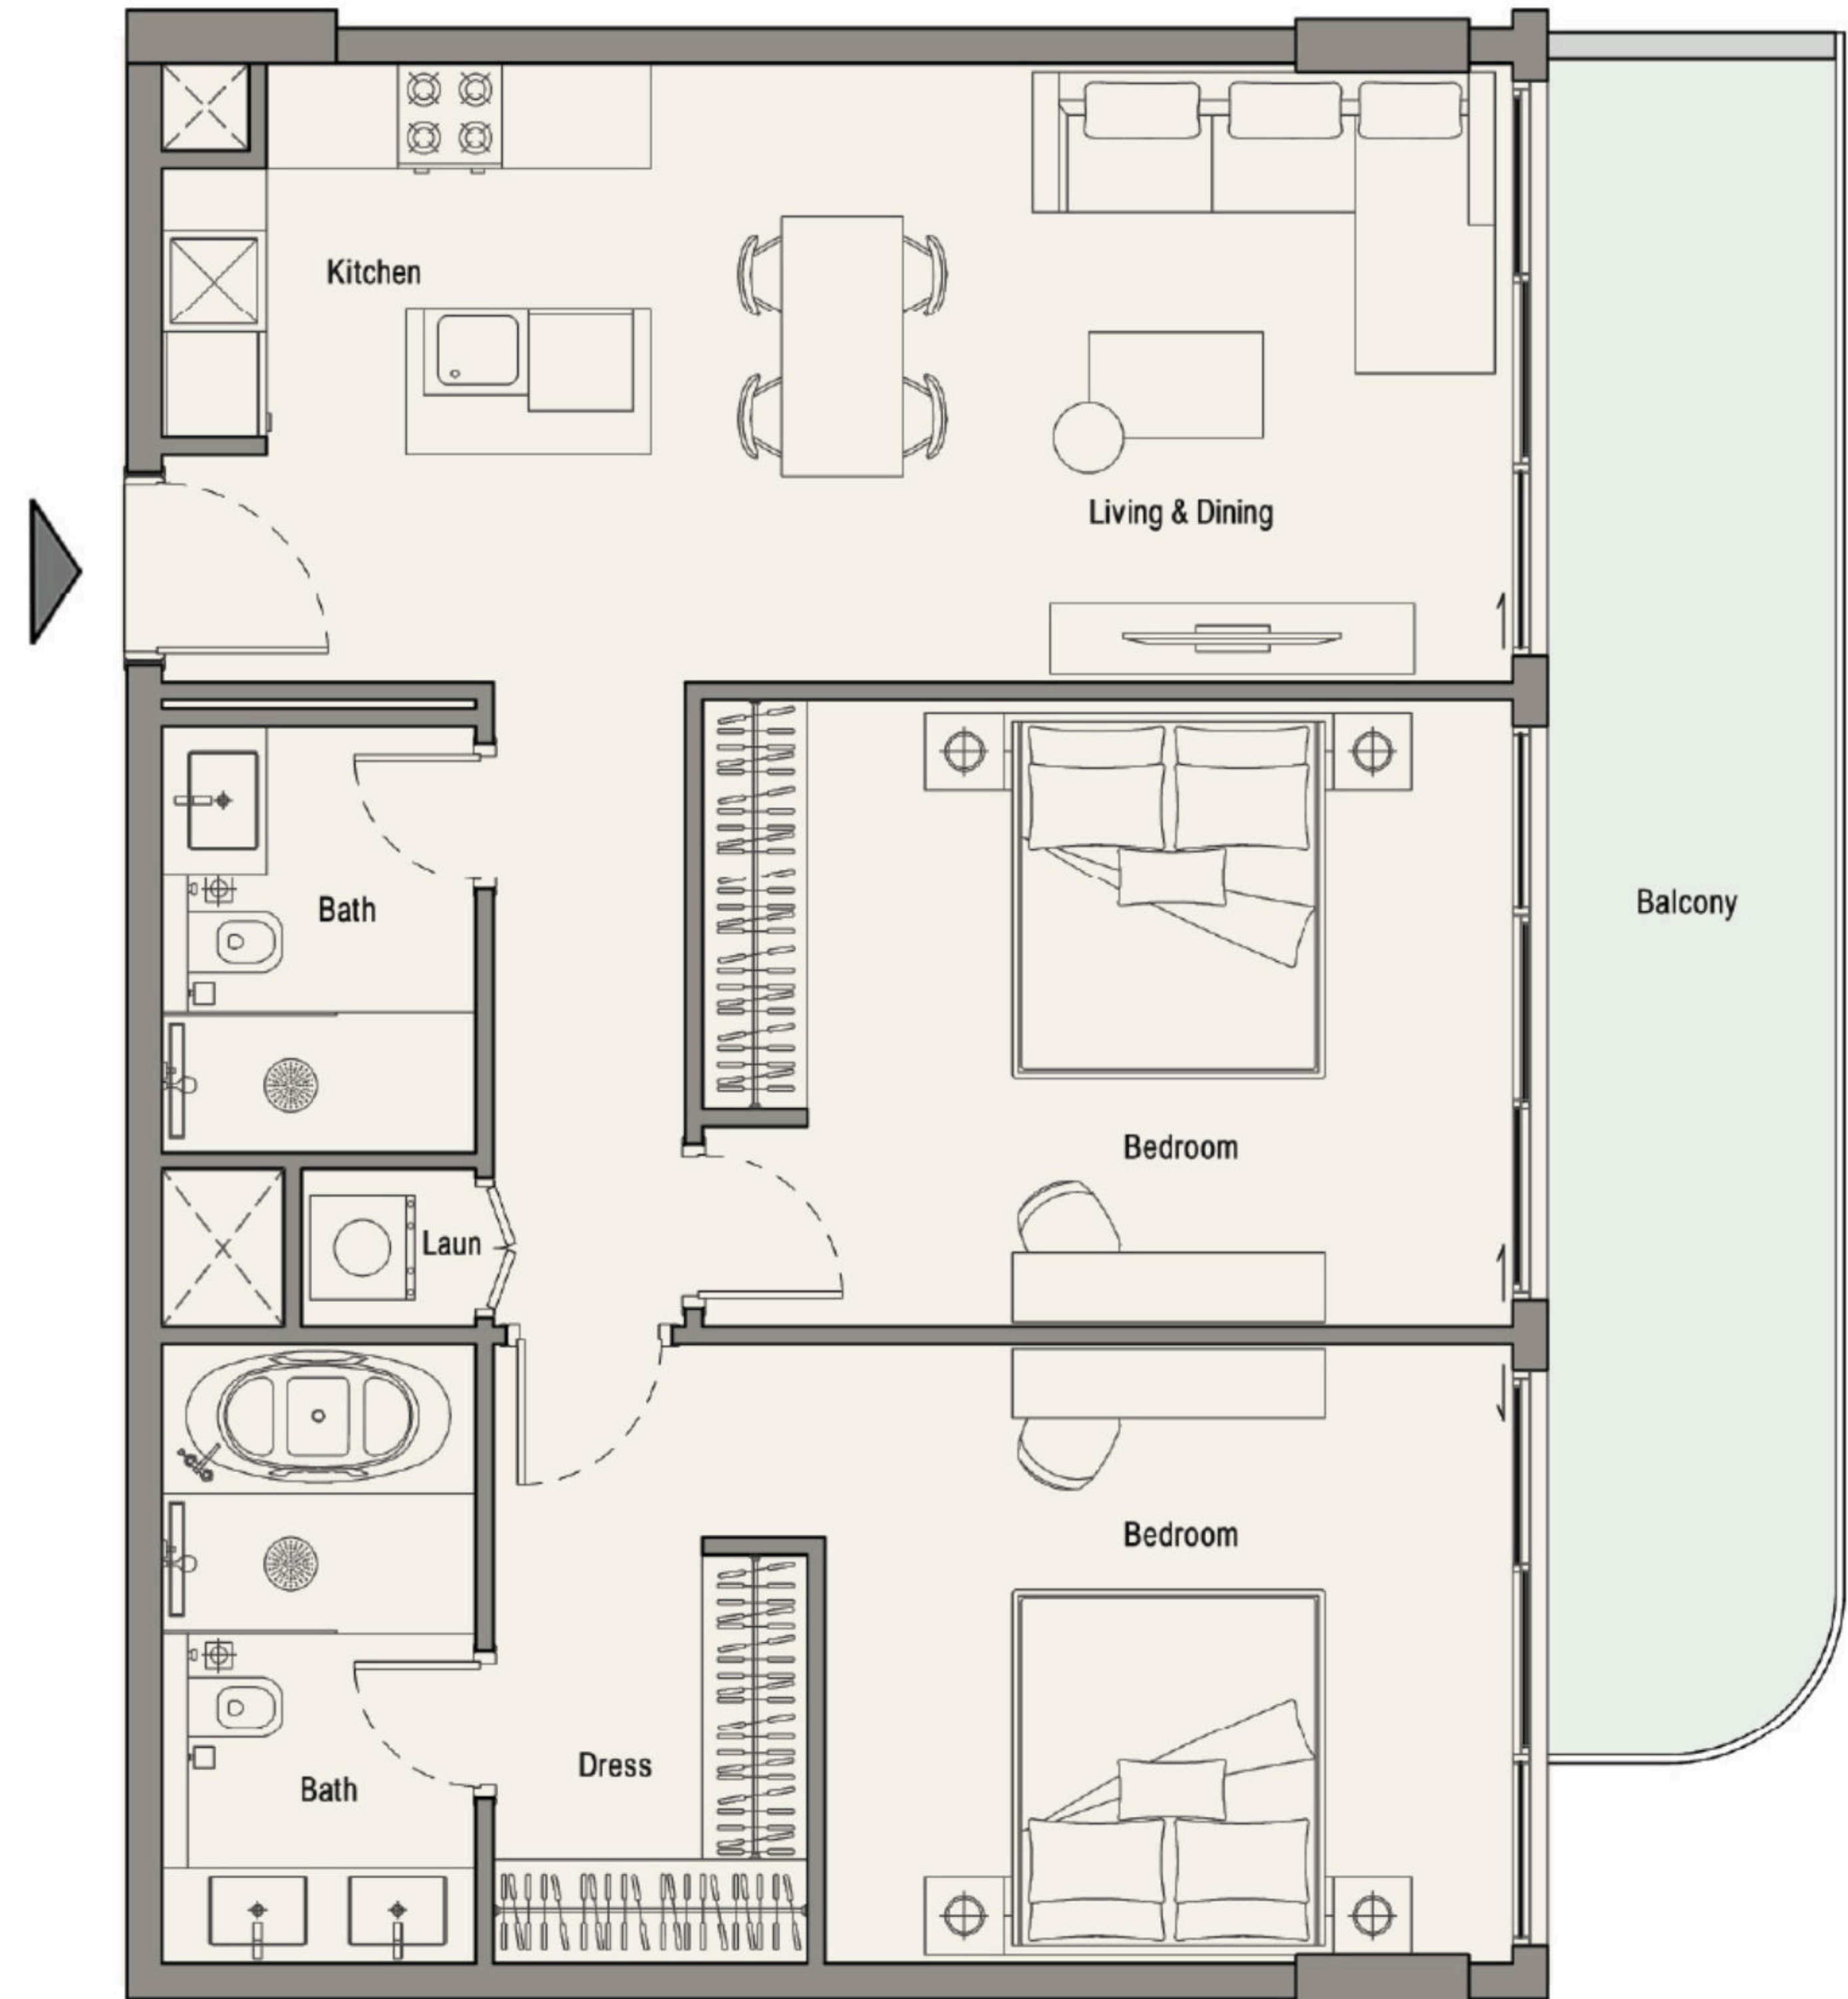 Kitchen
Living & Dining
Balcony
Bath
Bedroom
Laun
Bedroom
Dress
Bath